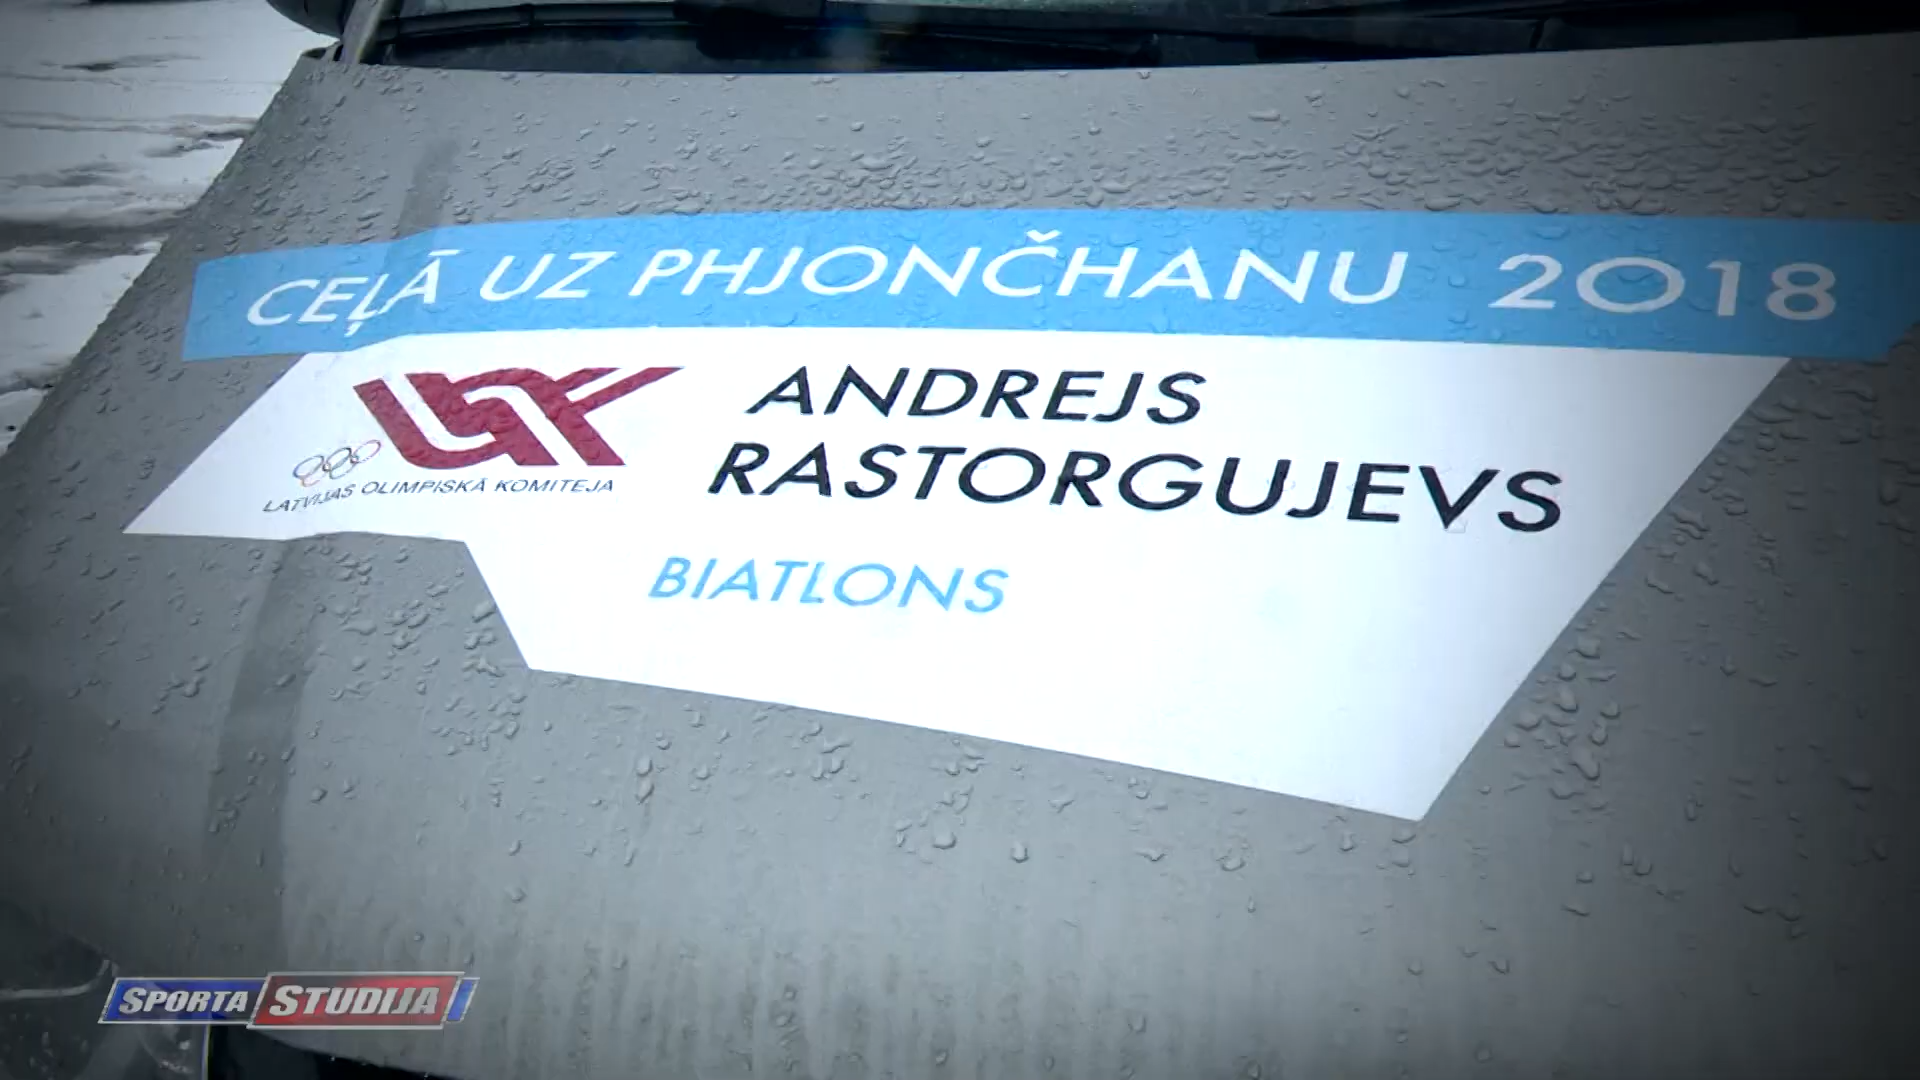 CEĻĀ UZ PHJONČHANU 2018
LOK
ANDREJS
RASTORGUJEVS
LATVIJAS OLIMPISKĀ KOMITEJA
BIATLONS
SPORTA STUDIJA